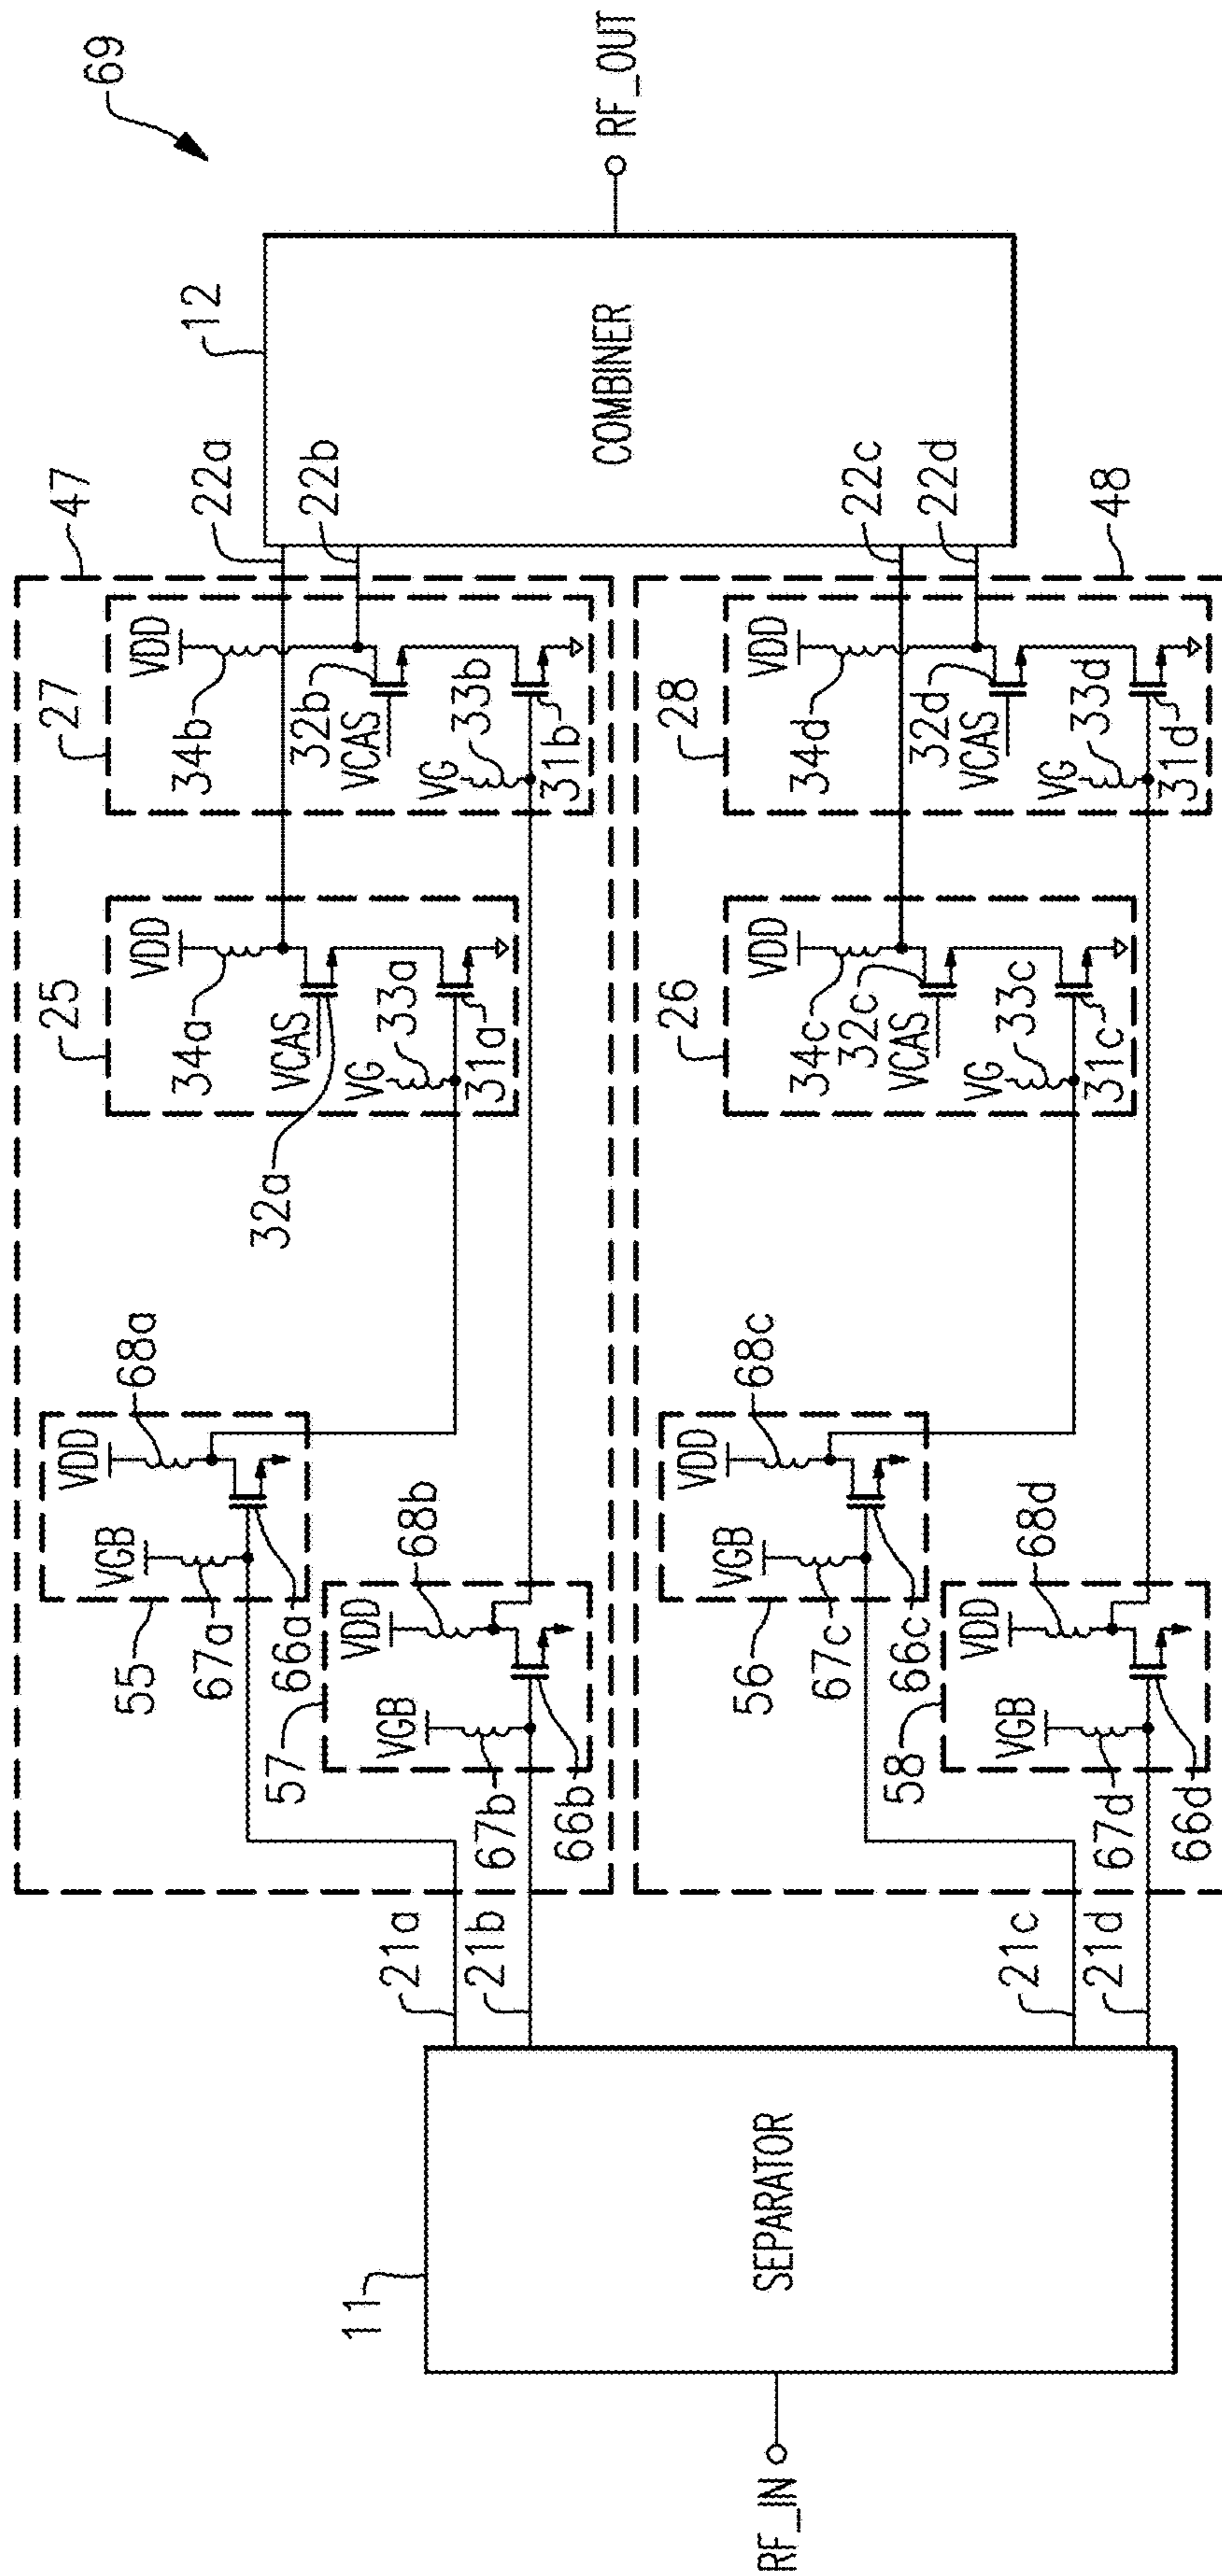 69
RF_IN
11
SEPARATOR
21a
21b
21c
21d
47
55
VGB
VDD
67a
68a
66a
57
VGB
VDD
67b
68b
66b
25
VDD
34a
VCAS
32a
VG
33a
31a
27
VDD
34b
32b
VCAS
VG
33b
31b
22a
22b
48
56
VGB
VDD
67c
68c
66c
58
VGB
VDD
67d
68d
66d
26
VDD
34c
32c
VCAS
VG
33c
31c
28
VDD
34d
32d
VCAS
VG
33d
31d
22c
22d
12
COMBINER
RF_OUT